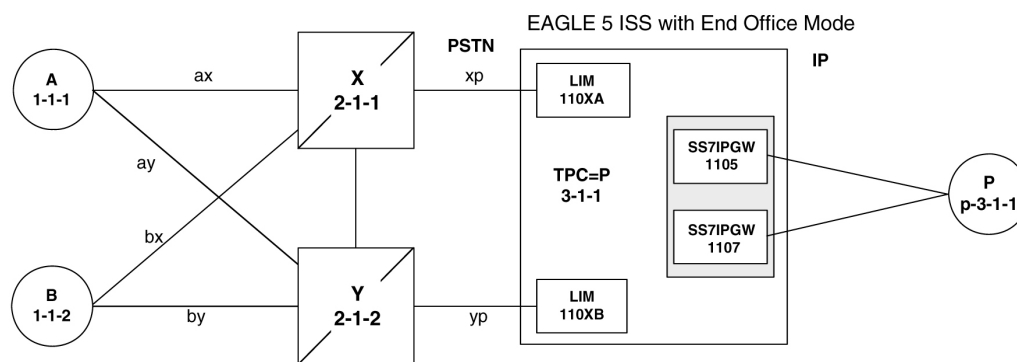 EAGLE 5 ISS with End Office Mode
PSTN
IP
A
1-1-1
ax
X
2-1-1
xp
LIM
110XA
ay
SS7IPGW
1105
TPC=P
3-1-1
P
p-3-1-1
bx
SS7IPGW
1107
B
1-1-2
by
Y
2-1-2
yp
LIM
110XB